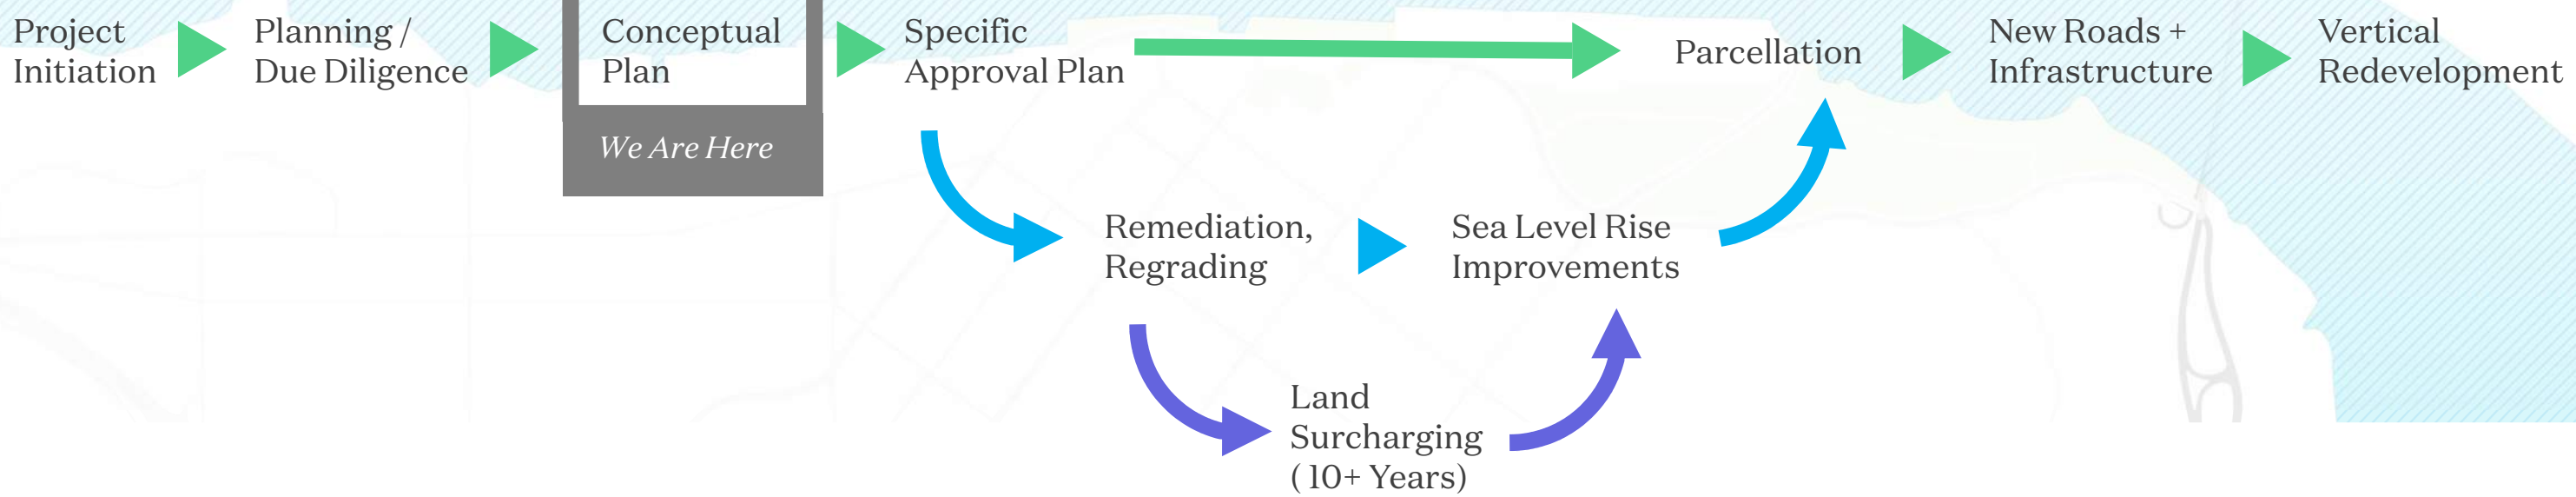 Project
Initiation
Planning /
Due Diligence
Conceptual
Plan
We Are Here
Specific
Approval Plan
Parcellation
New Roads +
Infrastructure
Vertical
Redevelopment
Remediation,
Regrading
Sea Level Rise
Improvements
Land
Surcharging
( 10+ Years)